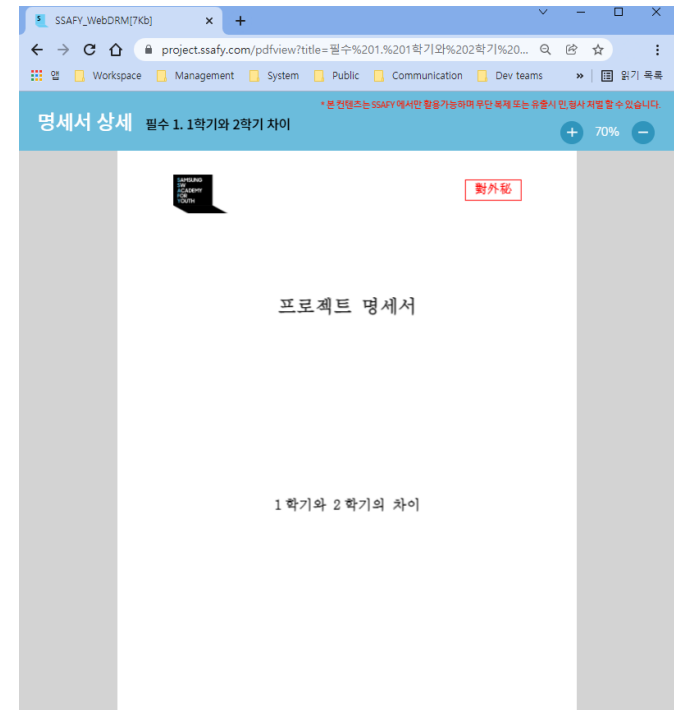 SSAFY_WebDRM[7Kb]
project.ssafy.com/pdfview?title=필수%201.%201학기와%202학기%20...
앱 Workspace Management System Public Communication Dev teams » 읽기 목록
* 본 컨텐츠는 SSAFY 에서만 활용가능하며 무단 복제 또는 유출시 민,형사 처벌 할 수 있습니다.
명세서 상세 필수 1. 1학기와 2학기 차이
+ 70% −
SAMSUNG
SW
ACADEMY
FOR
YOUTH
對外秘
프로젝트 명세서
1 학기와 2 학기의 차이